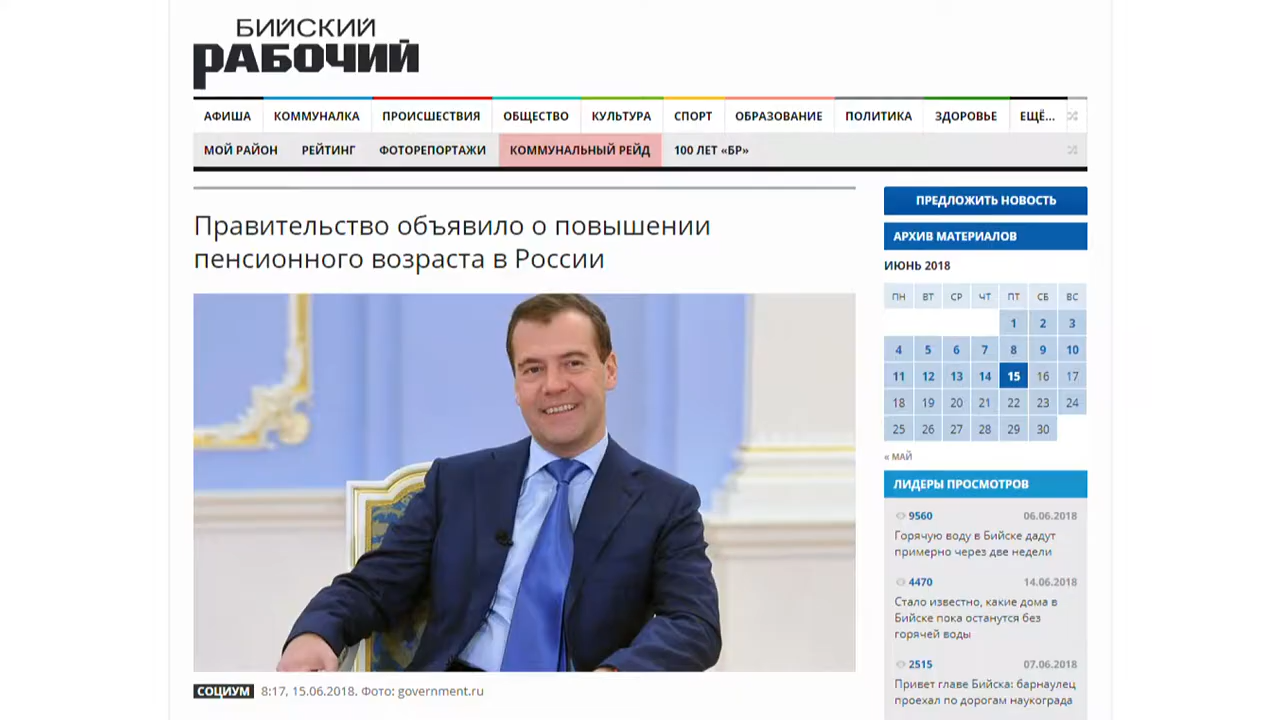 БИЙСКИЙ
РАБОЧИЙ
АФИША КОММУНАЛКА ПРОИСШЕСТВИЯ ОБЩЕСТВО КУЛЬТУРА СПОРТ ОБРАЗОВАНИЕ ПОЛИТИКА ЗДОРОВЬЕ ЕЩЁ...
МОЙ РАЙОН РЕЙТИНГ ФОТОРЕПОРТАЖИ КОММУНАЛЬНЫЙ РЕЙД 100 ЛЕТ «БР»
Правительство объявило о повышении
пенсионного возраста в России
СОЦИУМ 8:17, 15.06.2018. Фото: government.ru
ПРЕДЛОЖИТЬ НОВОСТЬ
АРХИВ МАТЕРИАЛОВ
ИЮНЬ 2018
ПН ВТ СР ЧТ ПТ СБ ВС
1 2 3
4 5 6 7 8 9 10
11 12 13 14 15 16 17
18 19 20 21 22 23 24
25 26 27 28 29 30
« МАЙ
ЛИДЕРЫ ПРОСМОТРОВ
9560 06.06.2018
Горячую воду в Бийске дадут
примерно через две недели
4470 14.06.2018
Стало известно, какие дома в
Бийске пока останутся без
горячей воды
2515 07.06.2018
Привет главе Бийска: барнаулец
проехал по дорогам наукограда